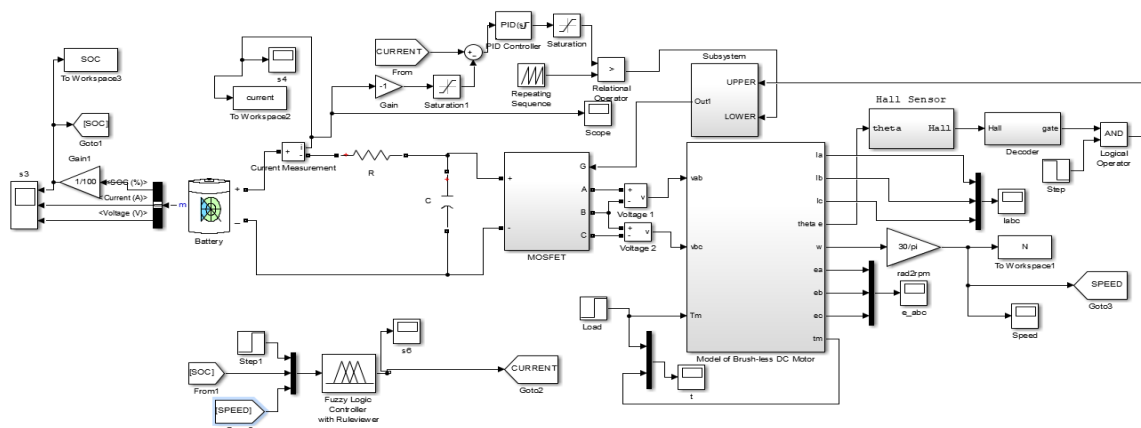 SOC
To Workspace3
[SOC]
Goto1
Gain1
1/100
s3
<SOC (%)>
<Current (A)>
<Voltage (V)>
m
+
_
Battery
s4
current
To Workspace2
+
i
-
Current Measurement
R
C
CURRENT
From
-1
Gain
Saturation1
PID(s)
PID Controller
Saturation
Repeating
Sequence
>
Relational
Operator
Scope
Subsystem
UPPER
Out1
LOWER
G
+
A
B
-
C
MOSFET
+
-
v
Voltage 1
+
-
v
Voltage 2
vab
vbc
Tm
Ia
Ib
Ic
theta e
w
ea
eb
ec
tm
Model of Brush-less DC Motor
Hall Sensor
theta
Hall
Hall
gate
Decoder
AND
Logical
Operator
Step
Iabc
30/pi
rad2rpm
N
To Workspace1
SPEED
Goto3
Speed
e_abc
Load
t
Step1
[SOC]
From1
[SPEED]
Fuzzy Logic
Controller
with Ruleviewer
s6
CURRENT
Goto2